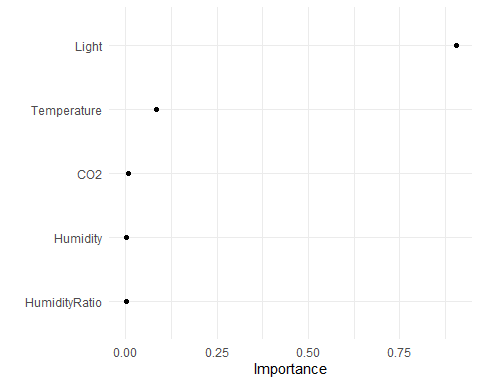 Light
Temperature
CO2
Humidity
HumidityRatio
0.00 0.25 0.50 0.75
Importance